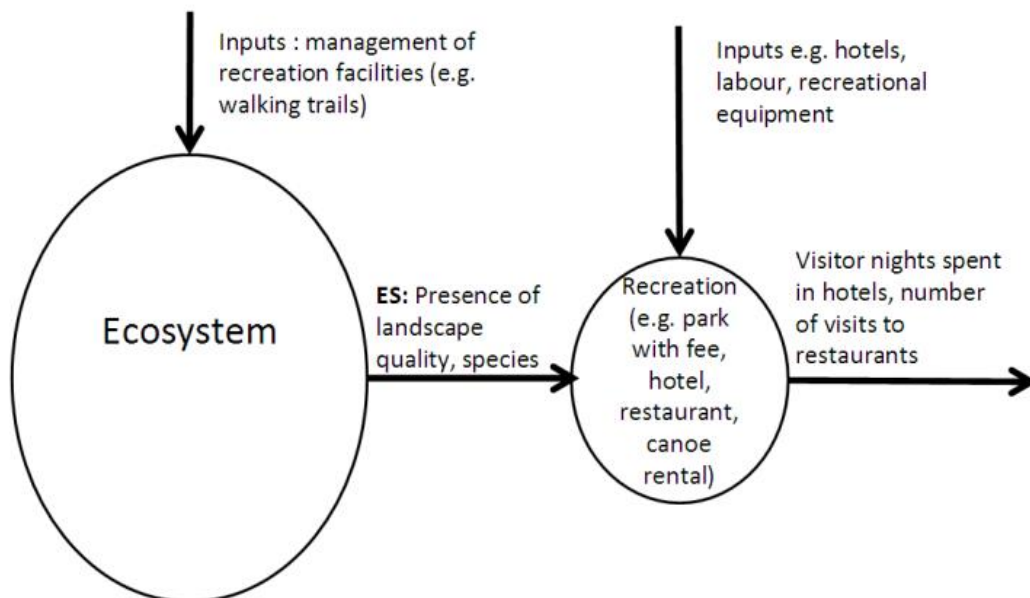 Inputs : management of
recreation facilities (e.g.
walking trails)
Inputs e.g. hotels,
labour, recreational
equipment
Ecosystem
ES: Presence of
landscape
quality, species
Recreation
(e.g. park
with fee,
hotel,
restaurant,
canoe
rental)
Visitor nights spent
in hotels, number
of visits to
restaurants